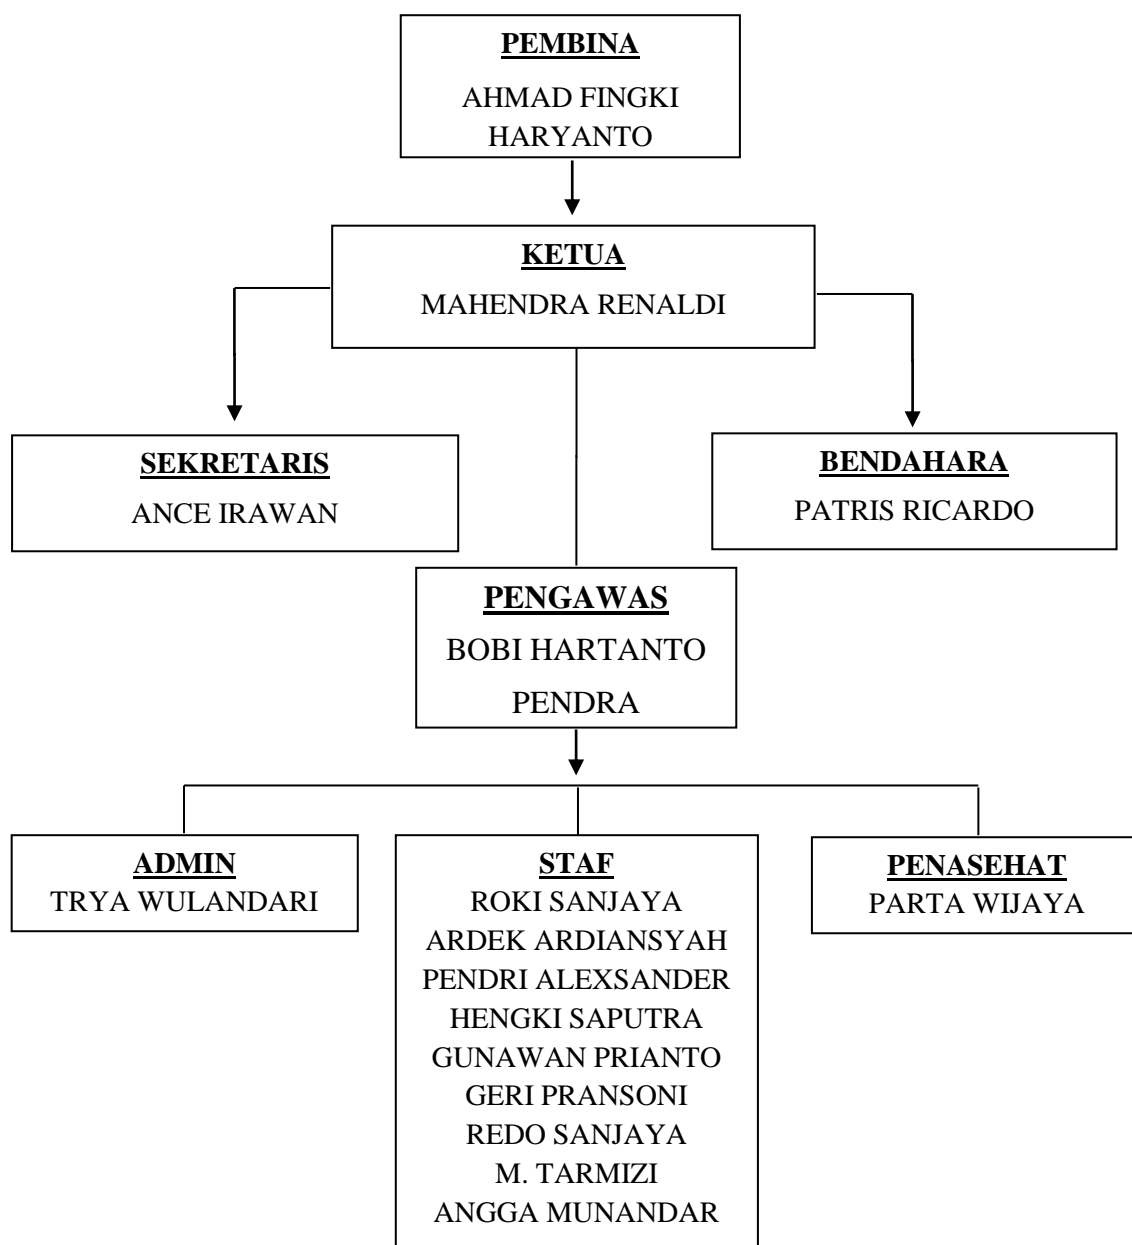 PEMBINA
AHMAD FINGKI
HARYANTO
KETUA
MAHENDRA RENALDI
SEKRETARIS
ANCE IRAWAN
BENDAHARA
PATRIS RICARDO
PENGAWAS
BOBI HARTANTO
PENDRA
ADMIN
TRYA WULANDARI
STAF
ROKI SANJAYA
ARDEK ARDIANSYAH
PENDRI ALEXSANDER
HENGKI SAPUTRA
GUNAWAN PRIANTO
GERI PRANSONI
REDO SANJAYA
M. TARMIZI
ANGGA MUNANDAR
PENASEHAT
PARTA WIJAYA